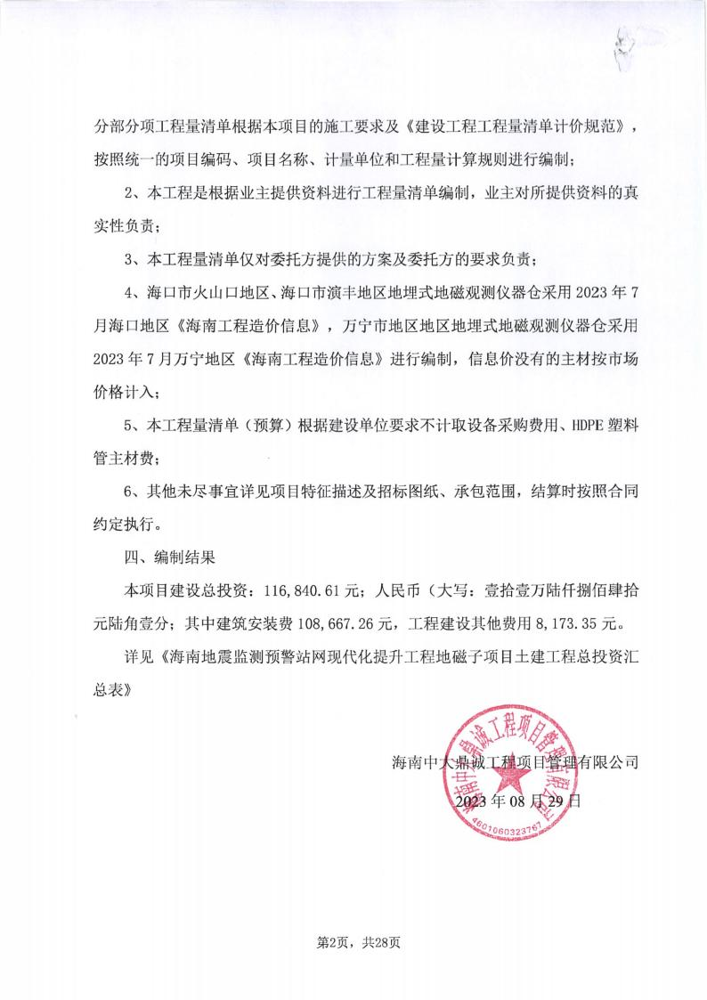 分部分项工程量清单根据本项目的施工要求及《建设工程工程量清单计价规范》，
按照统一的项目编码、项目名称、计量单位和工程量计算规则进行编制；
2、本工程是根据业主提供资料进行工程量清单编制，业主对所提供资料的真
实性负责；
3、本工程量清单仅对委托方提供的方案及委托方的要求负责；
4、海口市火山口地区、海口市演丰地区地埋式地磁观测仪器仓采用 2023 年 7
月海口地区《海南工程造价信息》，万宁市地区地区地埋式地磁观测仪器仓采用
2023 年 7 月万宁地区《海南工程造价信息》进行编制，信息价没有的主材按市场
价格计入；
5、本工程量清单（预算）根据建设单位要求不计取设备采购费用、HDPE 塑料
管主材费；
6、其他未尽事宜详见项目特征描述及招标图纸、承包范围，结算时按照合同
约定执行。
四、编制结果
本项目建设总投资：116,840.61 元；人民币（大写：壹拾壹万陆仟捌佰肆拾
元陆角壹分；其中建筑安装费 108,667.26 元，工程建设其他费用 8,173.35 元。
详见《海南地震监测预警站网现代化提升工程地磁子项目土建工程总投资汇
总表》
海南中大鼎诚工程项目管理有限公司
2023 年 08 月 29 日
海南中大鼎诚工程项目管理有限公司
4601060323767
第2页，共28页